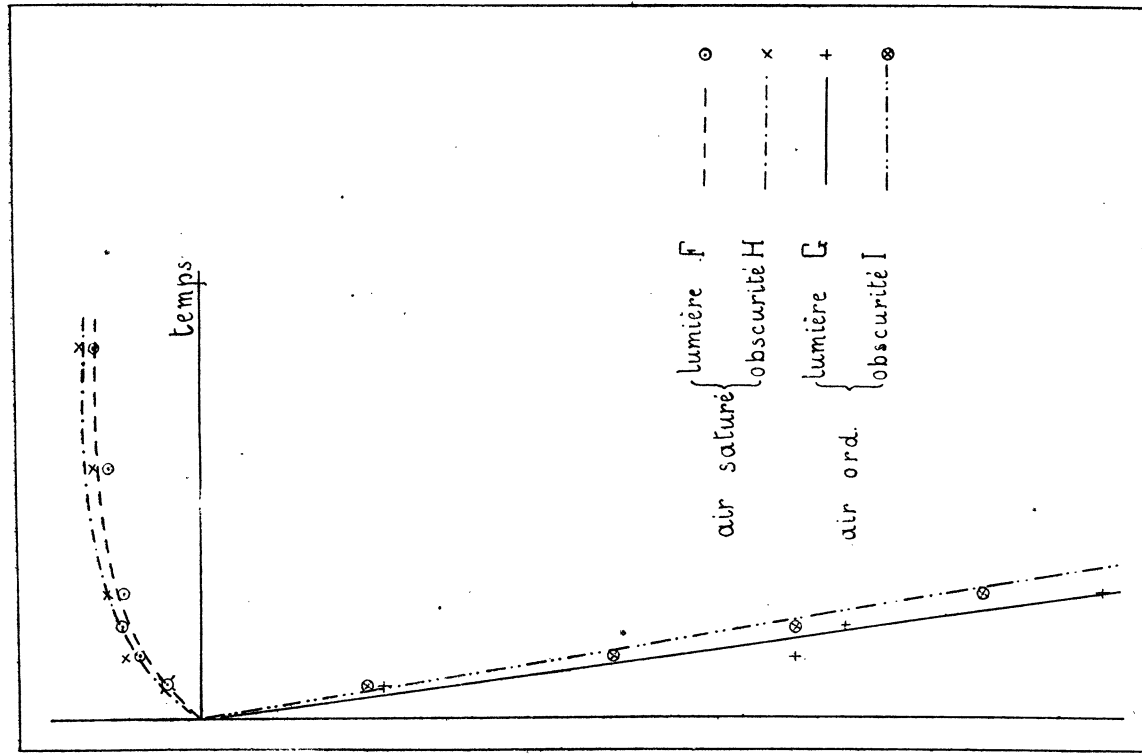 temps
lumière F
air saturé
obscurité H
lumière G
air ord.
obscurité I